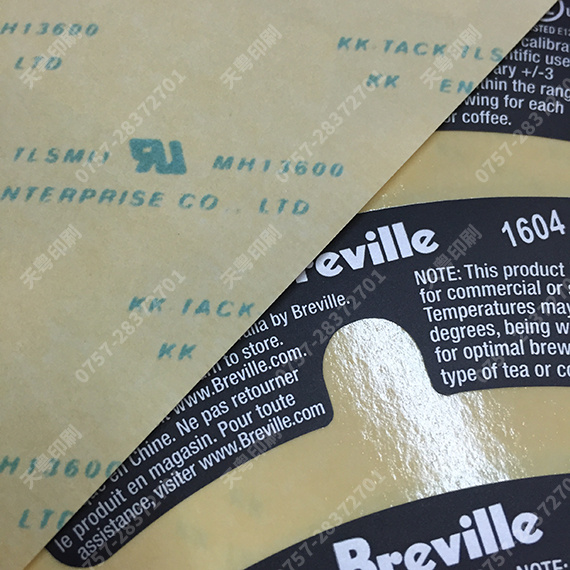 MH13600
LTD
KK-TACK TLS
KK EN
TLSMU UR MH13600
ENTERPRISE CO., LTD
KK-TACK
KK
MH13600
LTD
calibra
tific use
ary +/-3
thin the rang
wing for each
r coffee.
Breville 1604
by Breville.
to store.
www.Breville.com.
en Chine. Ne pas retourner
le produit en magasin. Pour toute
assistance, visiter www.Breville.com
NOTE: This product
for commercial or s
Temperatures may
degrees, being w
for optimal brew
type of tea or co
Breville
NOTE:
天粤印刷
0757-28372701